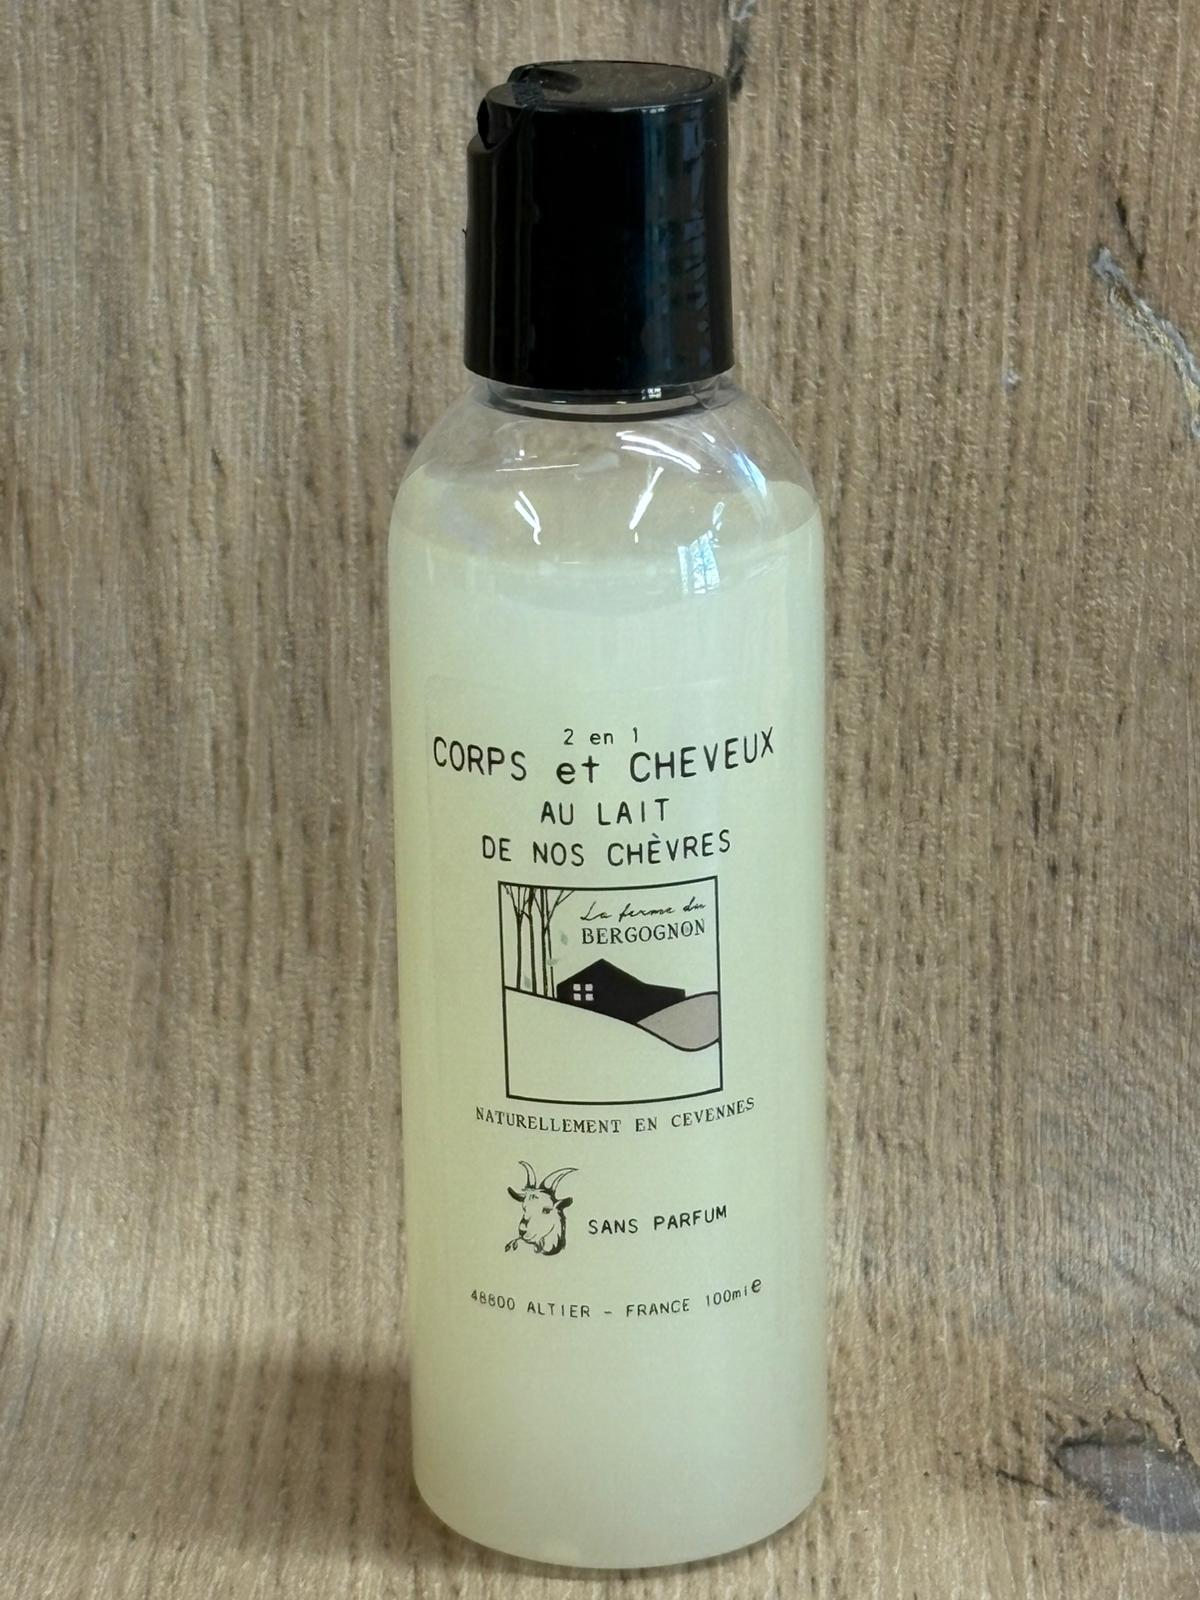 2 en 1
CORPS et CHEVEUX
AU LAIT
DE NOS CHÈVRES
La ferme du
BERGOGNON
NATURELLEMENT EN CEVENNES
SANS PARFUM
48800 ALTIER - FRANCE 100ml e